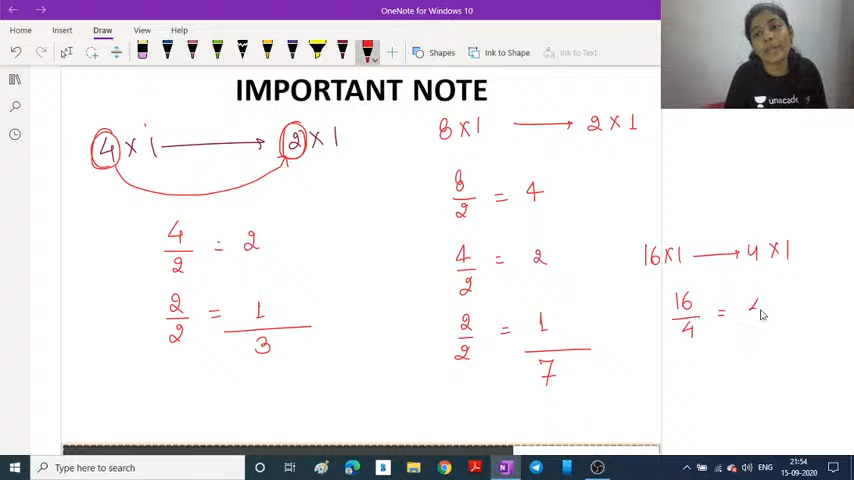 OneNote for Windows 10
Home Insert Draw View Help
Shapes Ink to Shape Ink to Text
unacademy
IMPORTANT NOTE
4 × 1 → 2 × 1
4/2 = 2
2/2 = 1
3
8 × 1 → 2 × 1
8/2 = 4
4/2 = 2
2/2 = 1
7
16 × 1 → 4 × 1
16/4 = 4
Type here to search
ENG
21:54
15-09-2020